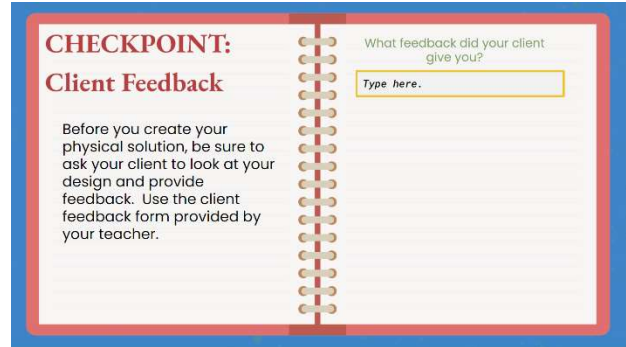 CHECKPOINT:
Client Feedback
Before you create your
physical solution, be sure to
ask your client to look at your
design and provide
feedback.  Use the client
feedback form provided by
your teacher.
What feedback did your client
give you?
Type here.